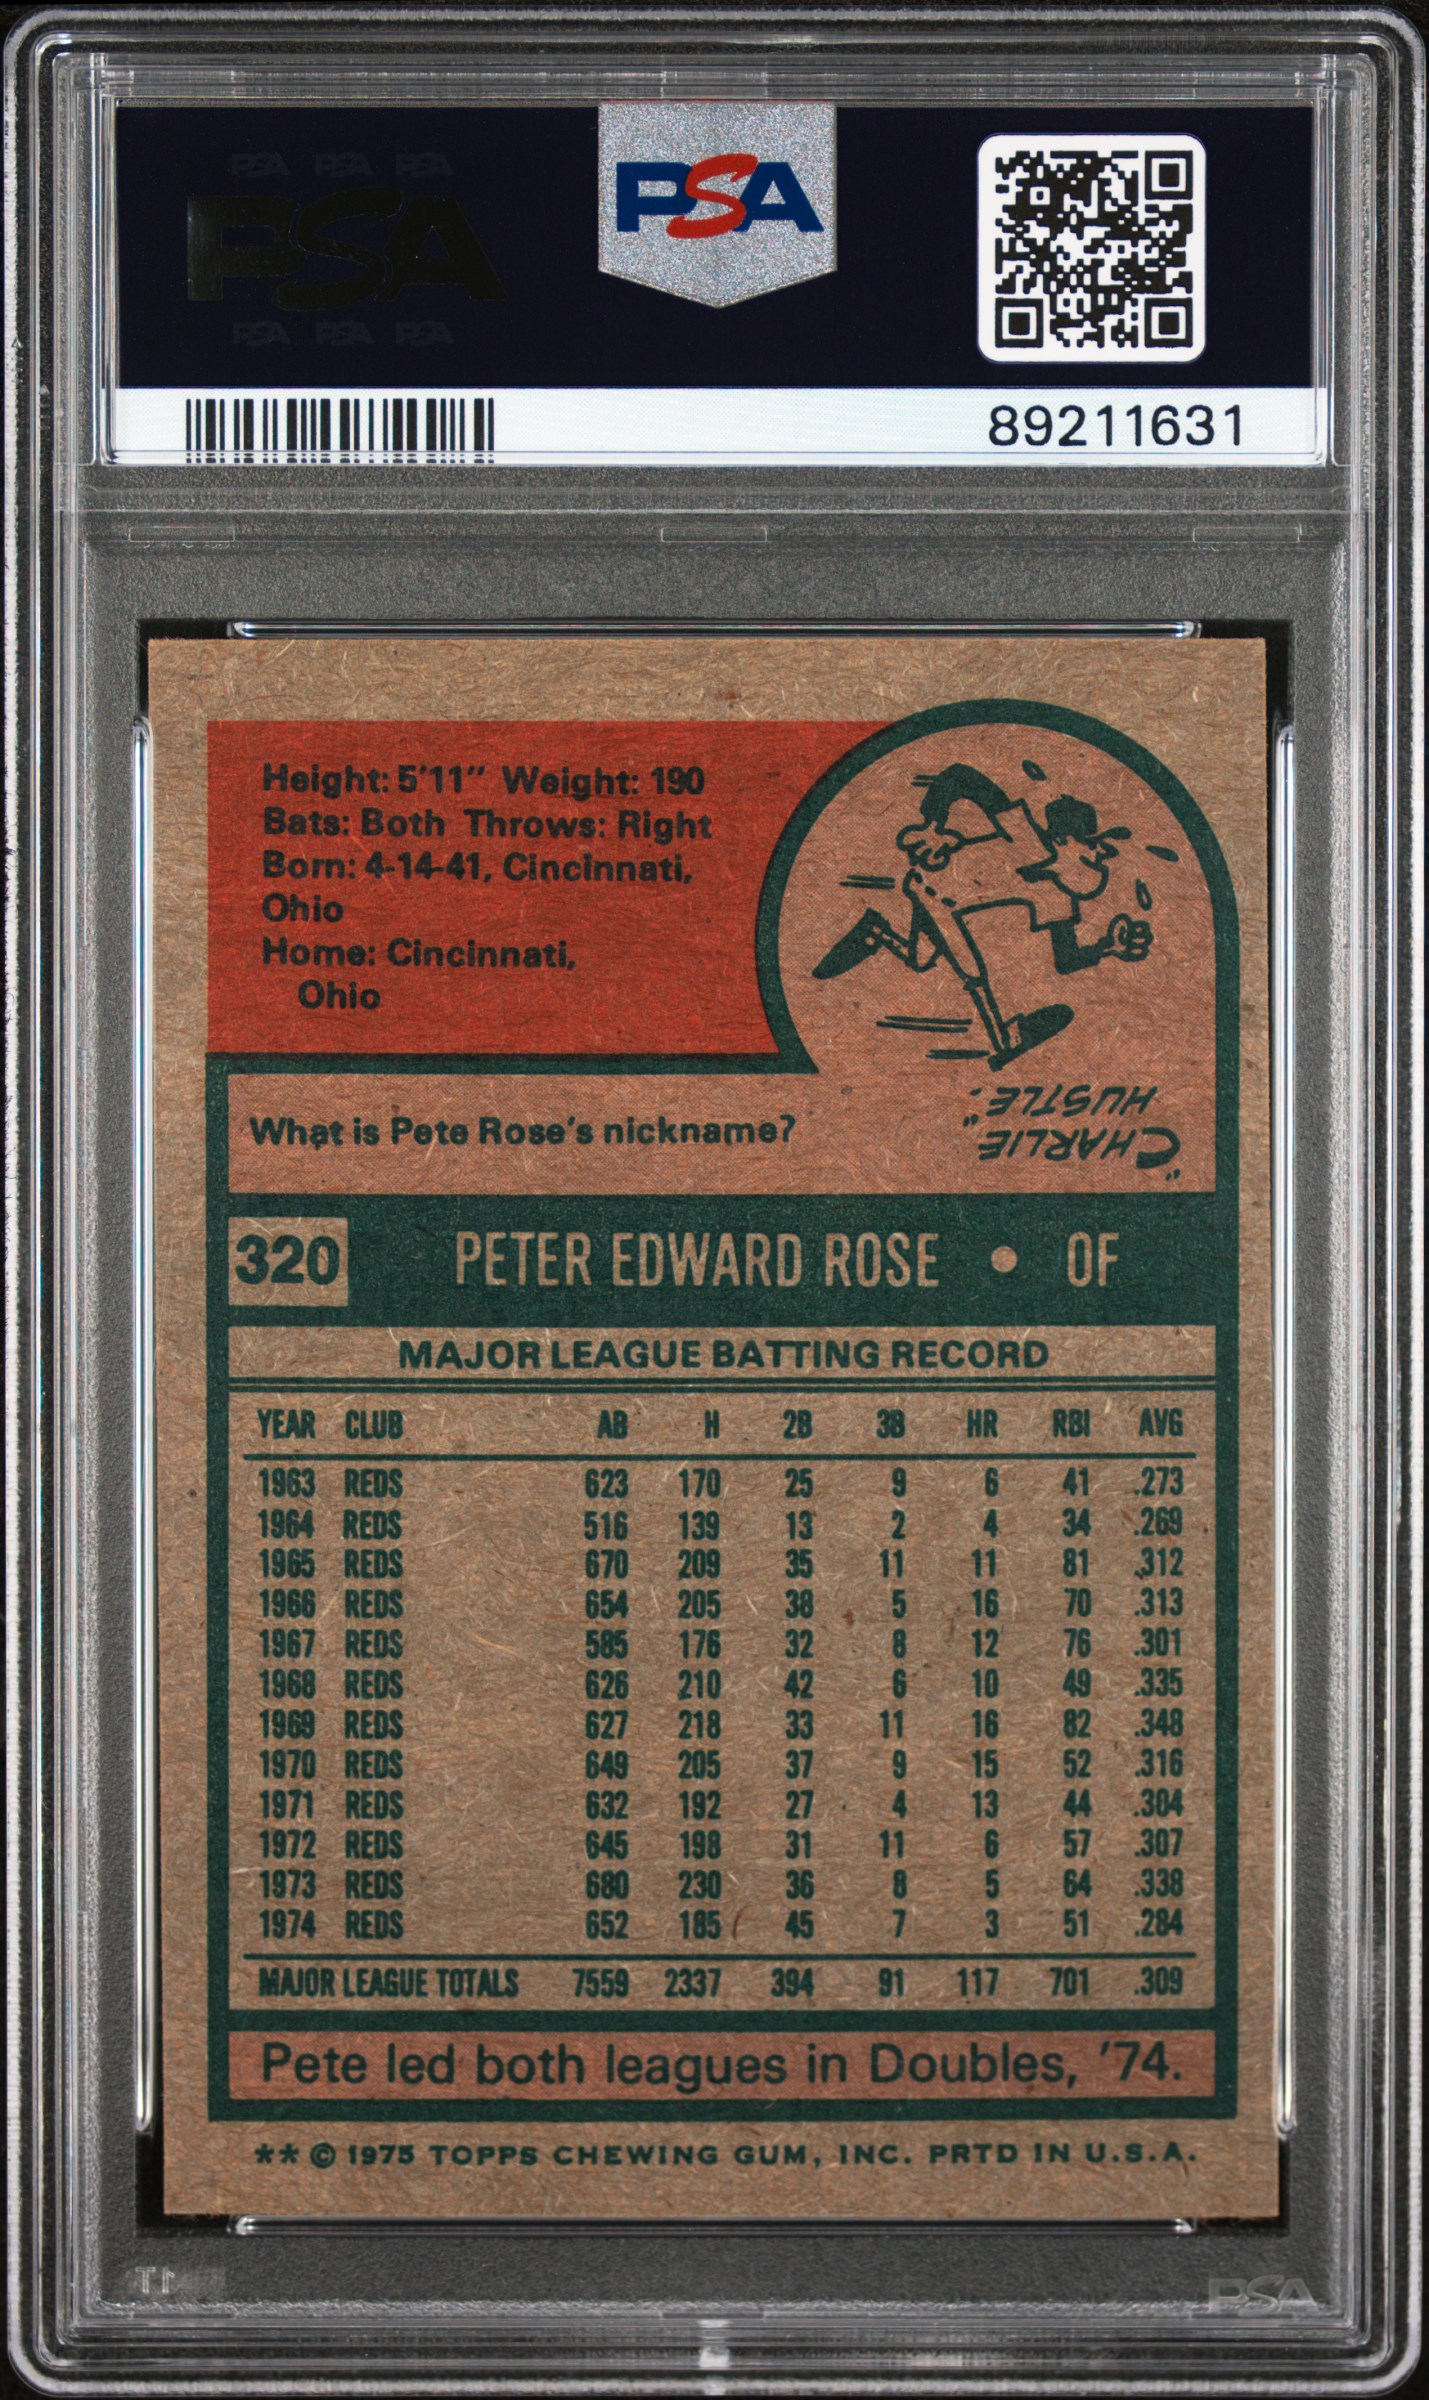 PSA PSA PSA
PSA
PSA PSA PSA
PSA
89211631
Height: 5'11" Weight: 190
Bats: Both Throws: Right
Born: 4-14-41, Cincinnati,
Ohio
Home: Cincinnati,
Ohio
What is Pete Rose's nickname?
"CHARLIE
HUSTLE."
320 PETER EDWARD ROSE • OF
MAJOR LEAGUE BATTING RECORD
YEAR CLUB AB H 2B 3B HR RBI AVG
1963 REDS 623 170 25 9 6 41 .273
1964 REDS 516 139 13 2 4 34 .269
1965 REDS 670 209 35 11 11 81 .312
1966 REDS 654 205 38 5 16 70 .313
1967 REDS 585 176 32 8 12 76 .301
1968 REDS 626 210 42 6 10 49 .335
1969 REDS 627 218 33 11 16 82 .348
1970 REDS 649 205 37 9 15 52 .316
1971 REDS 632 192 27 4 13 44 .304
1972 REDS 645 198 31 11 6 57 .307
1973 REDS 680 230 36 8 5 64 .338
1974 REDS 652 185 45 7 3 51 .284
MAJOR LEAGUE TOTALS 7559 2337 394 91 117 701 .309
Pete led both leagues in Doubles, '74.
** © 1975 TOPPS CHEWING GUM, INC. PRTD IN U.S.A.
PSA